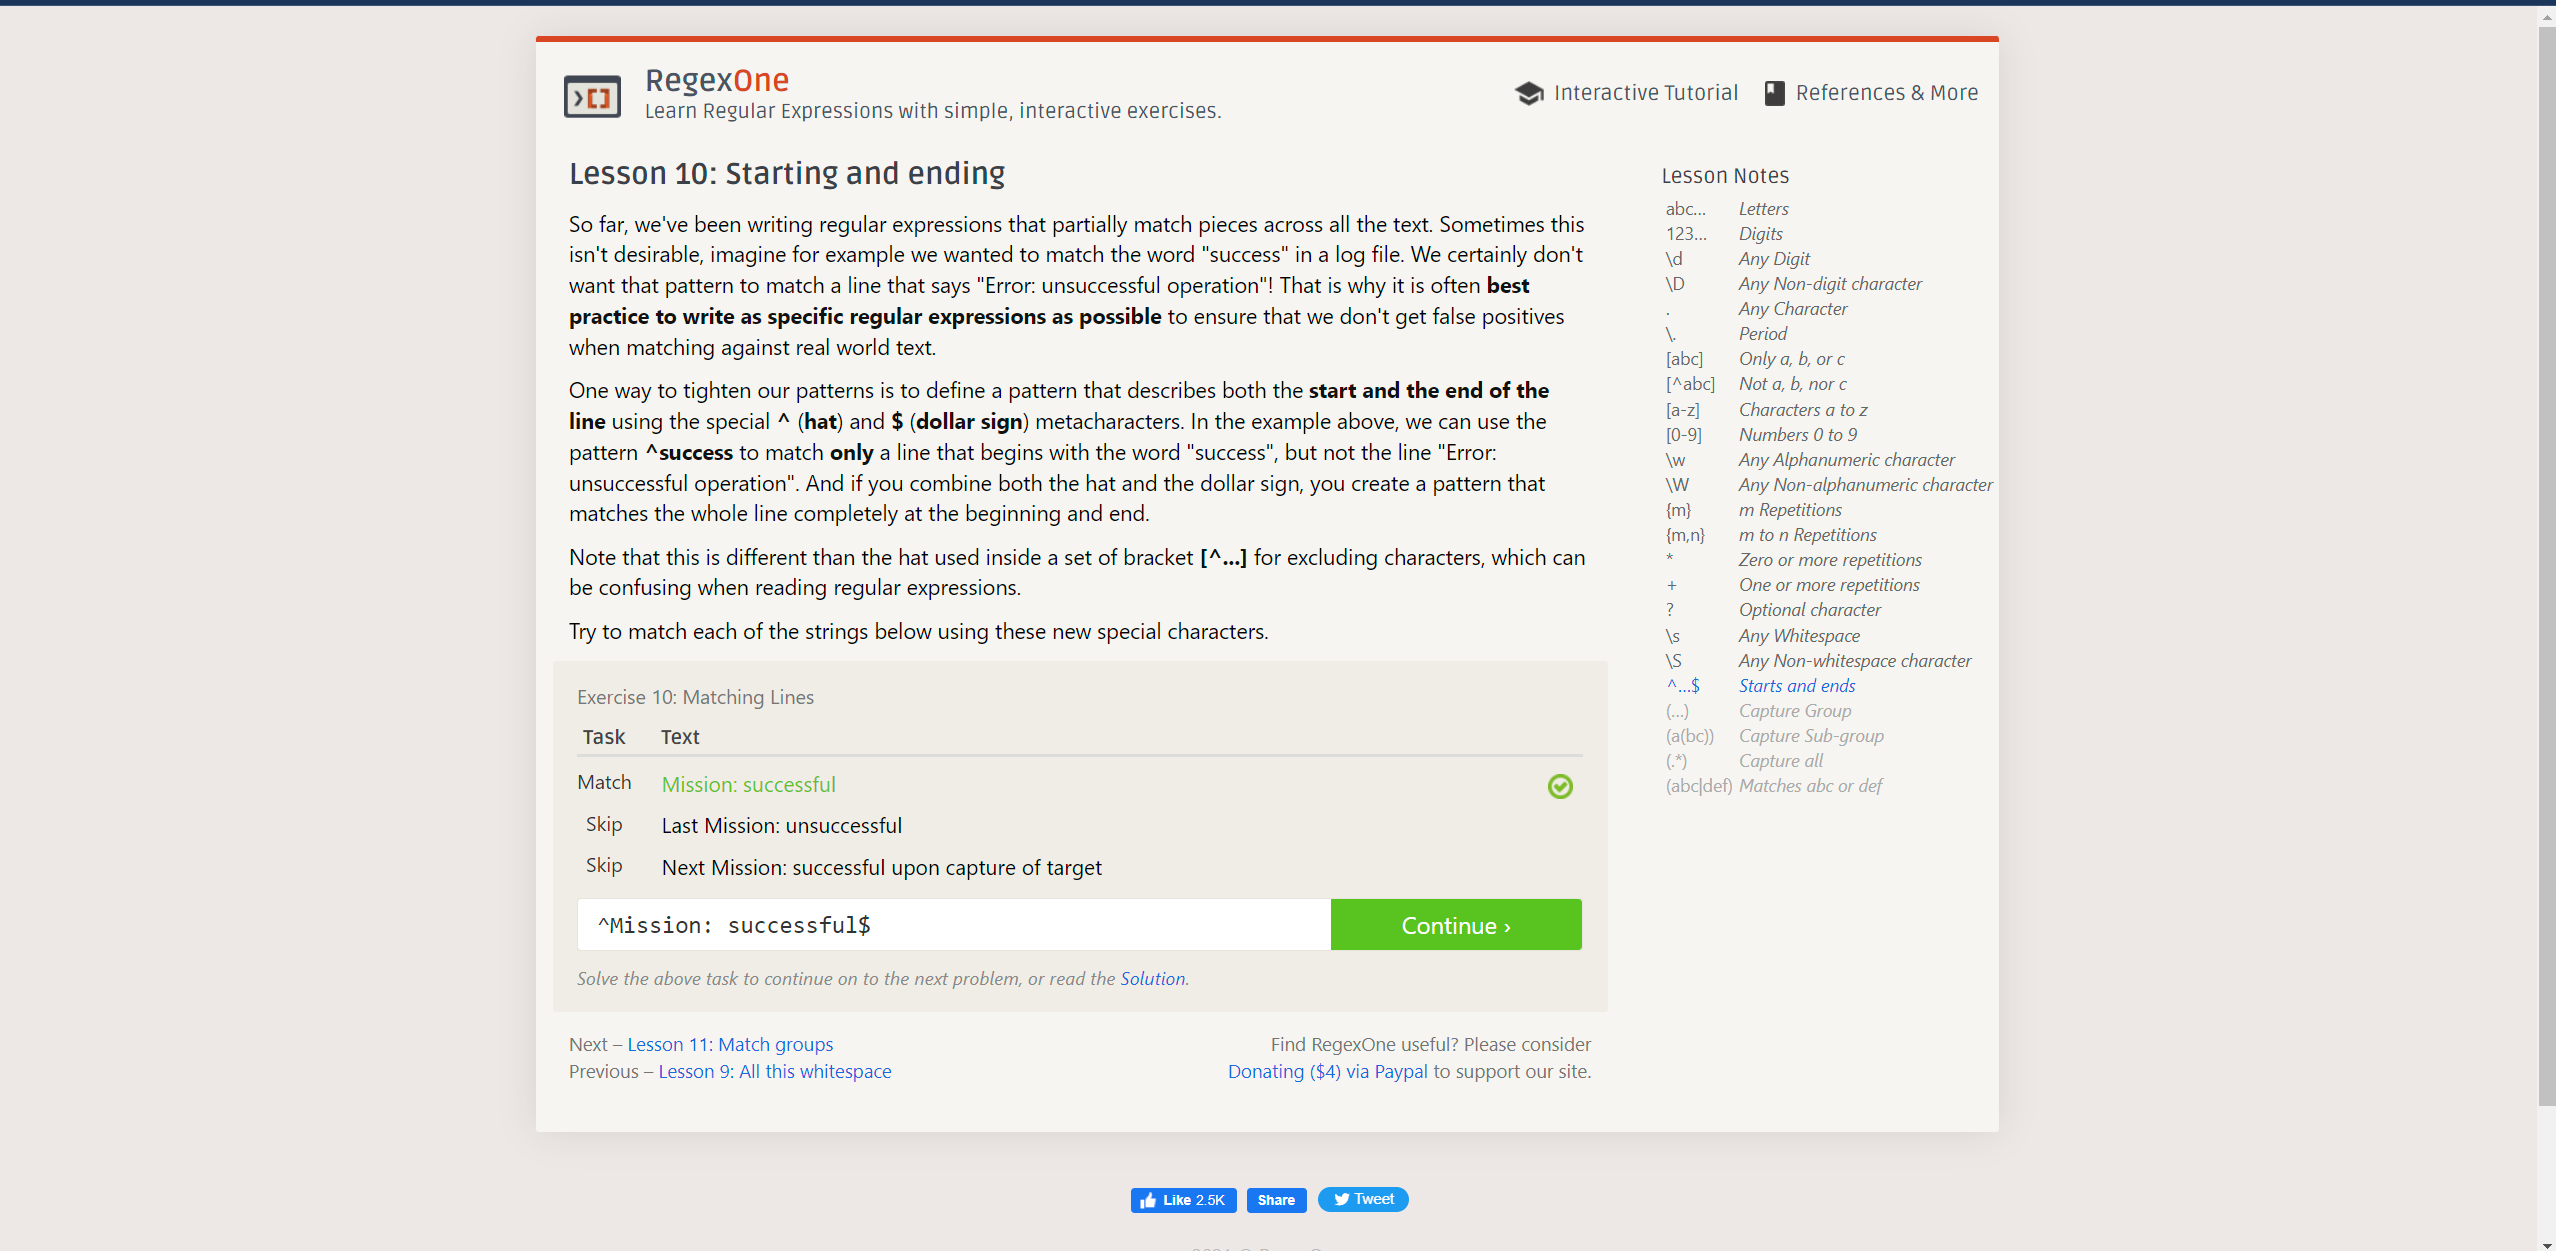 RegexOne
Learn Regular Expressions with simple, interactive exercises.
Interactive Tutorial
References & More
Lesson 10: Starting and ending
So far, we've been writing regular expressions that partially match pieces across all the text. Sometimes this
isn't desirable, imagine for example we wanted to match the word "success" in a log file. We certainly don't
want that pattern to match a line that says "Error: unsuccessful operation"! That is why it is often best
practice to write as specific regular expressions as possible to ensure that we don't get false positives
when matching against real world text.
One way to tighten our patterns is to define a pattern that describes both the start and the end of the
line using the special ^ (hat) and $ (dollar sign) metacharacters. In the example above, we can use the
pattern ^success to match only a line that begins with the word "success", but not the line "Error:
unsuccessful operation". And if you combine both the hat and the dollar sign, you create a pattern that
matches the whole line completely at the beginning and end.
Note that this is different than the hat used inside a set of bracket [^...] for excluding characters, which can
be confusing when reading regular expressions.
Try to match each of the strings below using these new special characters.
Exercise 10: Matching Lines
Task Text
Match Mission: successful
Skip Last Mission: unsuccessful
Skip Next Mission: successful upon capture of target
^Mission: successful$
Continue ›
Solve the above task to continue on to the next problem, or read the Solution.
Next – Lesson 11: Match groups
Previous – Lesson 9: All this whitespace
Find RegexOne useful? Please consider
Donating ($4) via Paypal to support our site.
Lesson Notes
abc... Letters
123... Digits
\d Any Digit
\D Any Non-digit character
. Any Character
\. Period
[abc] Only a, b, or c
[^abc] Not a, b, nor c
[a-z] Characters a to z
[0-9] Numbers 0 to 9
\w Any Alphanumeric character
\W Any Non-alphanumeric character
{m} m Repetitions
{m,n} m to n Repetitions
* Zero or more repetitions
+ One or more repetitions
? Optional character
\s Any Whitespace
\S Any Non-whitespace character
^...$ Starts and ends
(...) Capture Group
(a(bc)) Capture Sub-group
(.*) Capture all
(abc|def) Matches abc or def
Like 2.5K
Share
Tweet